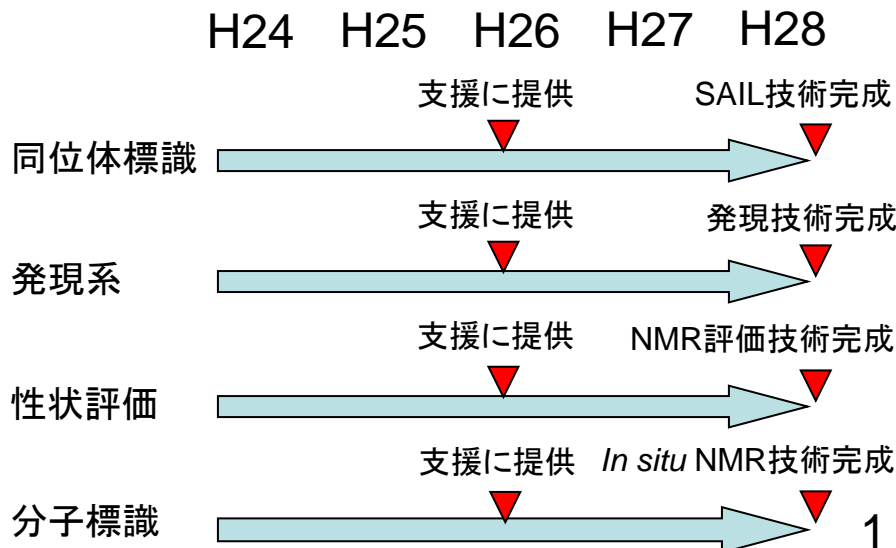 H24 H25 H26 H27 H28
支援に提供 SAIL技術完成
同位体標識
支援に提供 発現技術完成
発現系
支援に提供 NMR評価技術完成
性状評価
支援に提供 In situ NMR技術完成
分子標識
1